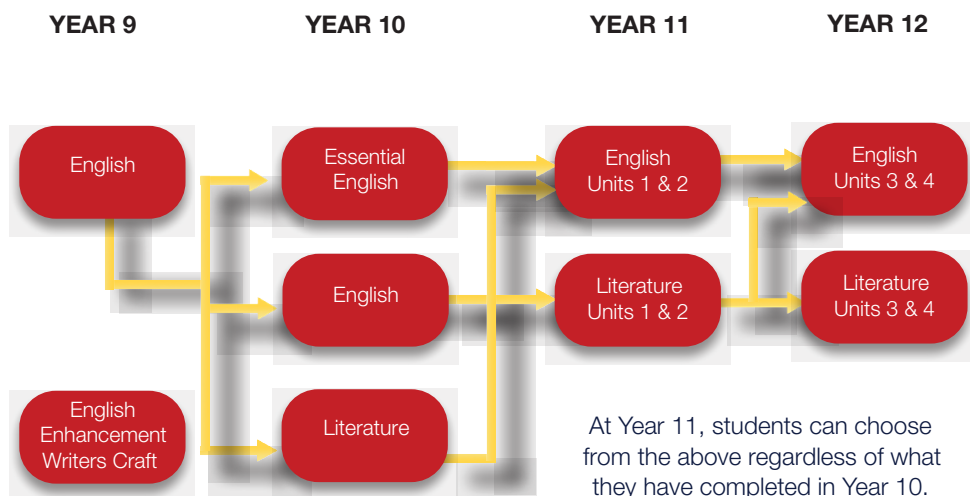 YEAR 9 YEAR 10 YEAR 11 YEAR 12
English
Essential
English
English
Units 1 & 2
English
Units 3 & 4
English
Literature
Units 1 & 2
Literature
Units 3 & 4
English
Enhancement
Writers Craft
Literature
At Year 11, students can choose
from the above regardless of what
they have completed in Year 10.